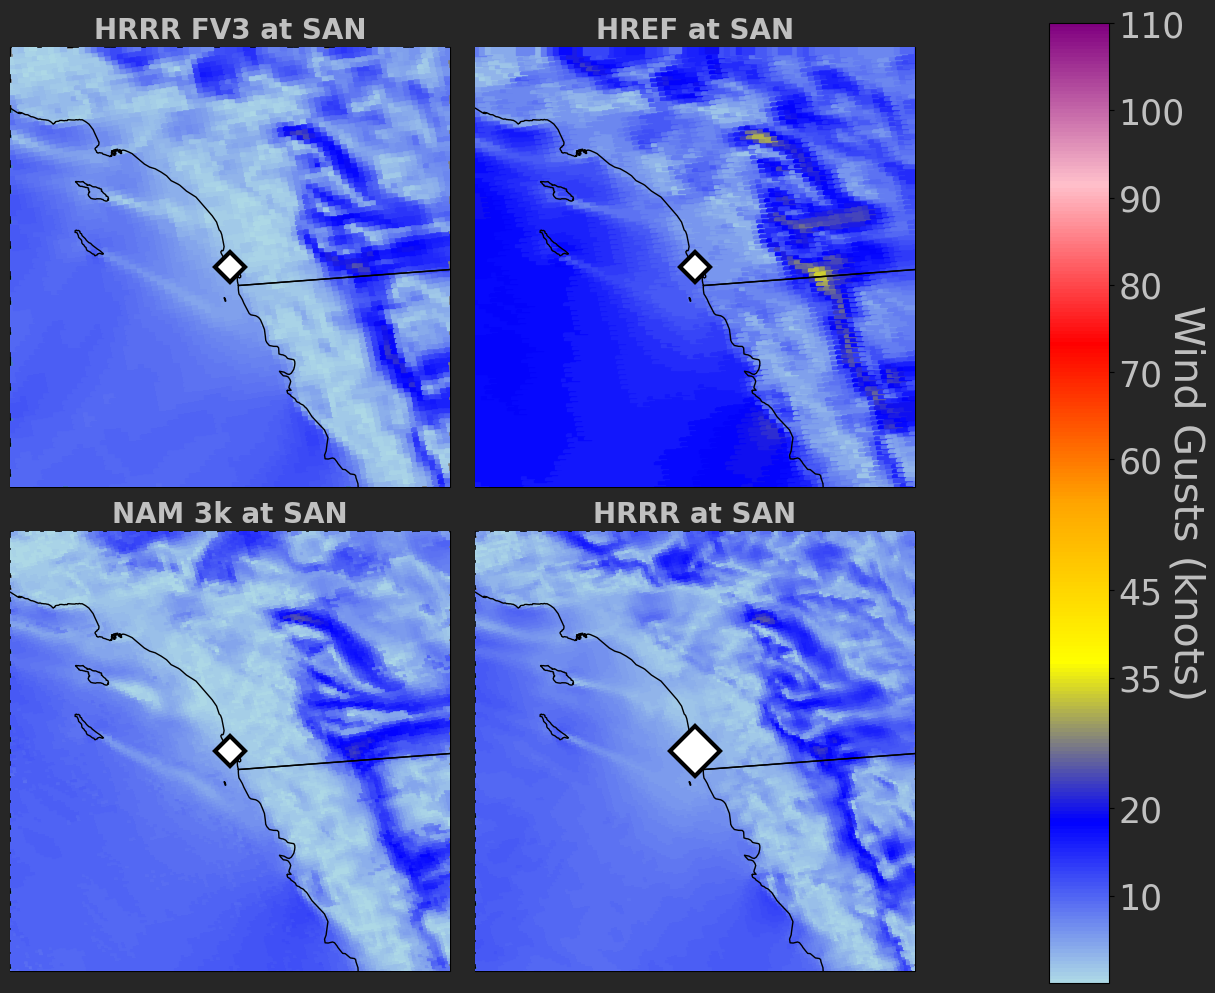 HRRR FV3 at SAN
HREF at SAN
NAM 3k at SAN
HRRR at SAN
110
100
90
80
70
60
45
35
20
10
Wind Gusts (knots)